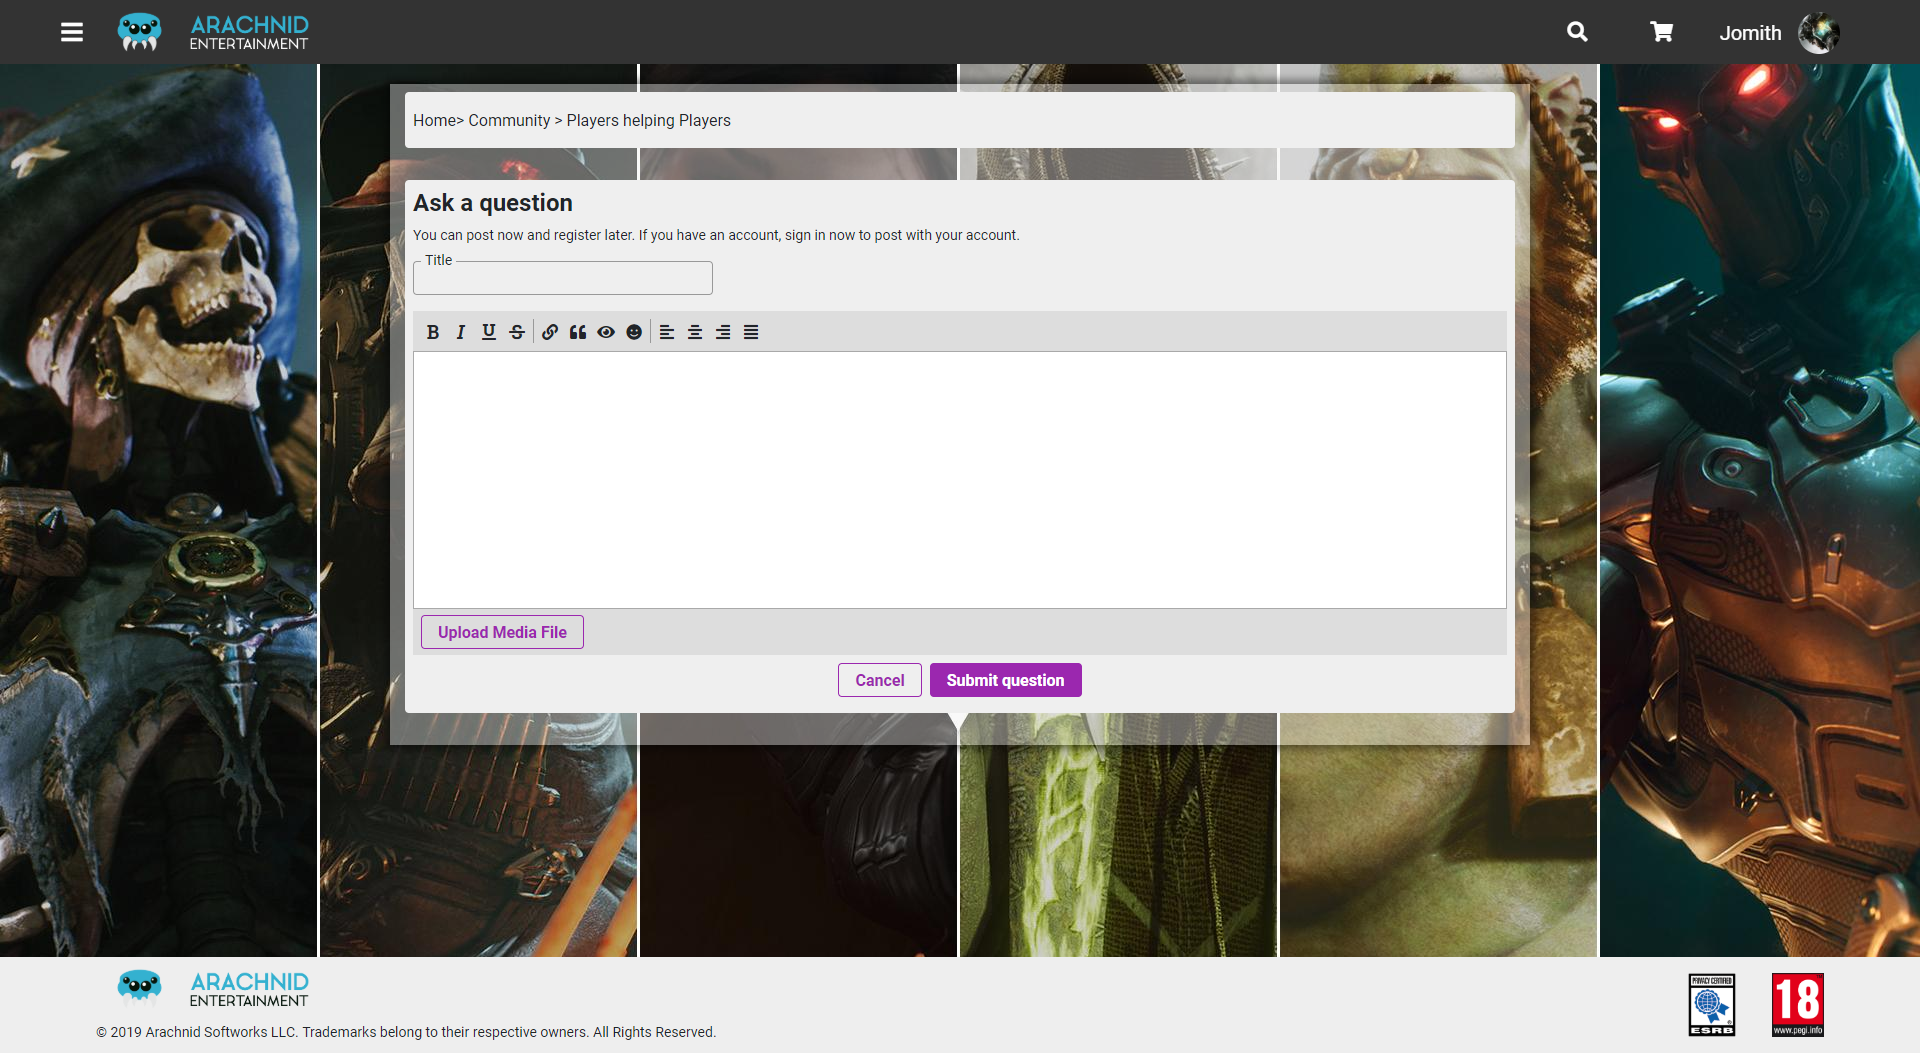 ARACHNID
ENTERTAINMENT
Jomith
Home> Community > Players helping Players
Ask a question
You can post now and register later. If you have an account, sign in now to post with your account.
Title
B I U S
Upload Media File
Cancel
Submit question
ARACHNID
ENTERTAINMENT
© 2019 Arachnid Softworks LLC. Trademarks belong to their respective owners. All Rights Reserved.
PRIVACY CERTIFIED
ESRB
18
www.pegi.info